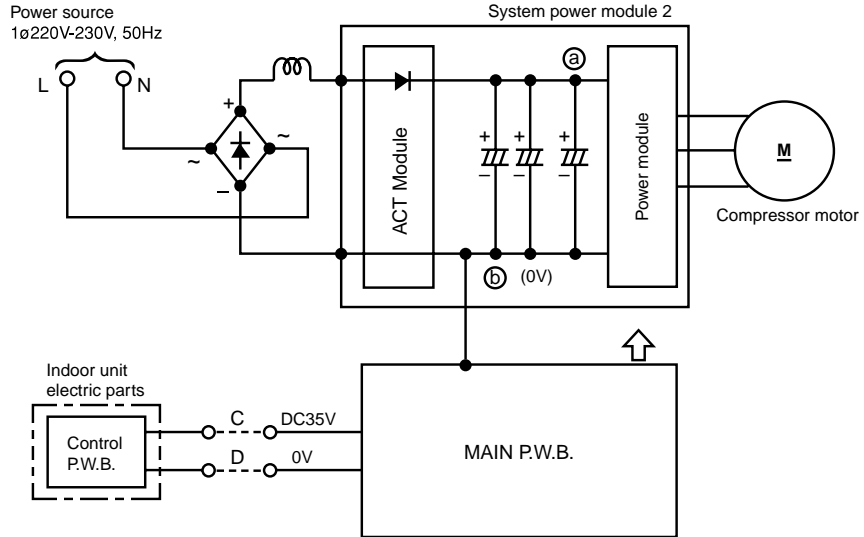 Power source
1ø220V-230V, 50Hz
System power module 2
L
N
+
~
~
−
ACT Module
a
+
−
+
−
+
−
Power module
M
Compressor motor
b
(0V)
Indoor unit
electric parts
Control
P.W.B.
C
DC35V
D
0V
MAIN P.W.B.